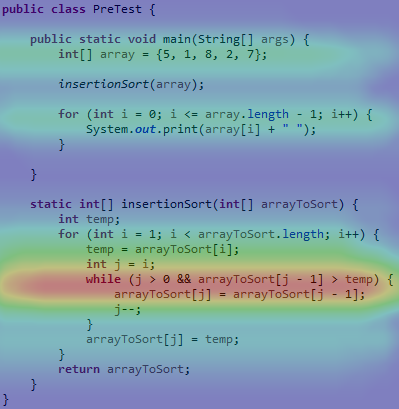 public class PreTest {
public static void main(String[] args) {
int[] array = {5, 1, 8, 2, 7};
insertionSort(array);
for (int i = 0; i <= array.length - 1; i++) {
System.out.print(array[i] + " ");
}
}
static int[] insertionSort(int[] arrayToSort) {
int temp;
for (int i = 1; i < arrayToSort.length; i++) {
temp = arrayToSort[i];
int j = i;
while (j > 0 && arrayToSort[j - 1] > temp) {
arrayToSort[j] = arrayToSort[j - 1];
j--;
}
arrayToSort[j] = temp;
}
return arrayToSort;
}
}